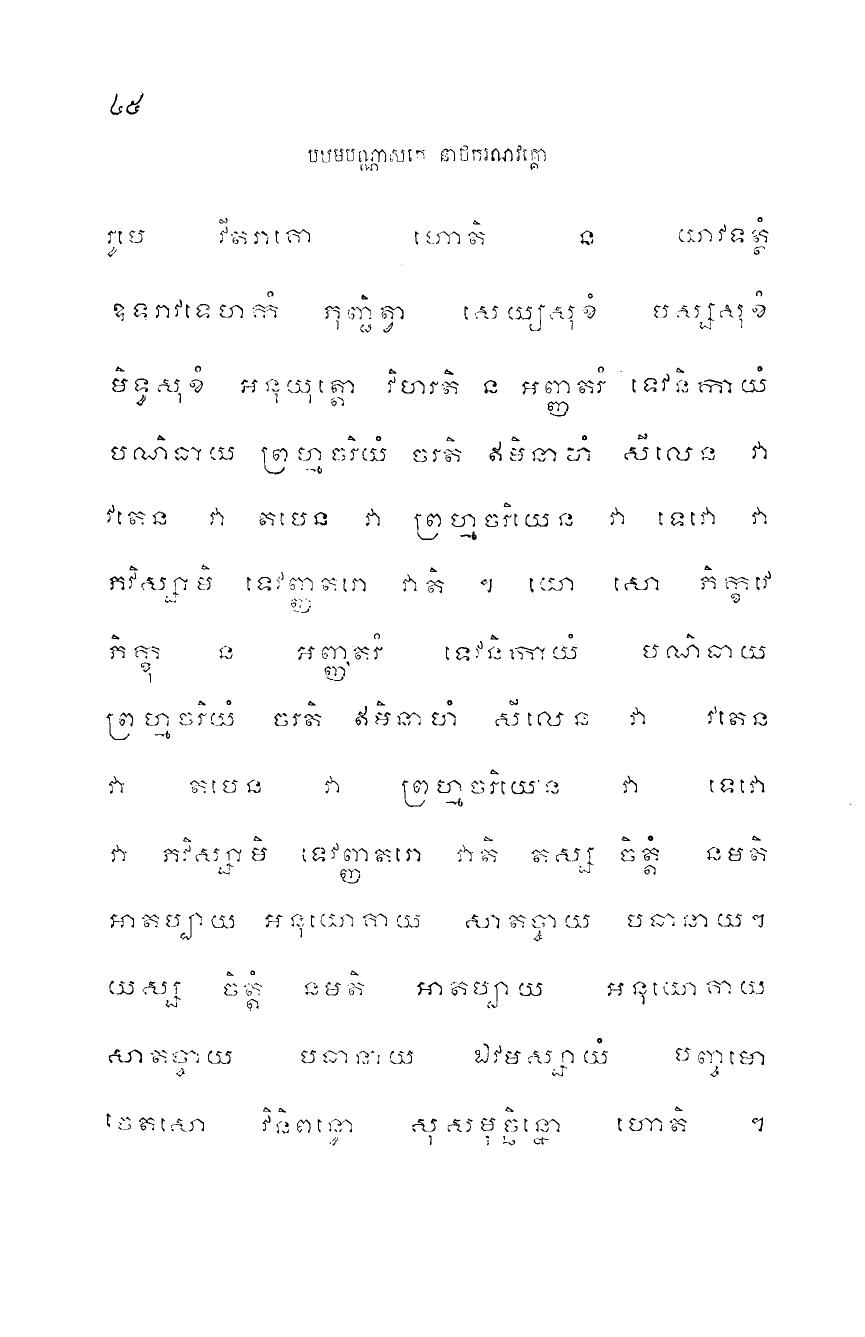 ៤៥
បឋមបណ្ណាសកេ នាថករណវគ្គោ
រូបេ វីតរាគោ ហោតិ ន យាវទត្ថំ
ឧទរាវទេហកំ ភុញ្ជិត្វា សេយ្យសុខំ បស្សសុខំ
មិទ្ធសុខំ អនុយុត្តោ វិហរតិ ន អញ្ញតរំ ទេវនិកាយំ
បណិធាយ ព្រហ្មចរិយំ ចរតិ ឥមិនាហំ សីលេន វា
វតេន វា តបេន វា ព្រហ្មចរិយេន វា ទេវោ វា
ភវិស្សាមិ ទេវញ្ញតរោ វាតិ ។ យោ សោ ភិក្ខវេ
ភិក្ខុ ន អញ្ញតរំ ទេវនិកាយំ បណិធាយ
ព្រហ្មចរិយំ ចរតិ ឥមិនាហំ សីលេន វា វតេន
វា តបេន វា ព្រហ្មចរិយេន វា ទេវោ
វា ភវិស្សាមិ ទេវញ្ញតរោ វាតិ តស្ស ចិត្តំ នមតិ
អាតប្បាយ អនុយោគាយ សាតច្ចាយ បធានាយ។
យស្ស ចិត្តំ នមតិ អាតប្បាយ អនុយោគាយ
សាតច្ចាយ បធានាយ ឯវមស្សាយំ បញ្ចមោ
ចេតសោ វិនិពន្ធោ សុសមុច្ឆិន្នោ ហោតិ ។